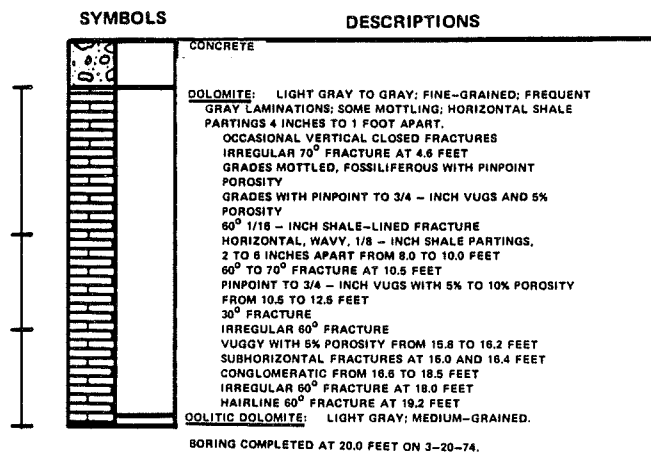 SYMBOLS DESCRIPTIONS
CONCRETE
DOLOMITE: LIGHT GRAY TO GRAY; FINE-GRAINED; FREQUENT
GRAY LAMINATIONS; SOME MOTTLING; HORIZONTAL SHALE
PARTINGS 4 INCHES TO 1 FOOT APART.
OCCASIONAL VERTICAL CLOSED FRACTURES
IRREGULAR 70° FRACTURE AT 4.6 FEET
GRADES MOTTLED, FOSSILIFEROUS WITH PINPOINT
POROSITY
GRADES WITH PINPOINT TO 3/4 - INCH VUGS AND 5%
POROSITY
60° 1/16 - INCH SHALE-LINED FRACTURE
HORIZONTAL, WAVY, 1/8 - INCH SHALE PARTINGS,
2 TO 6 INCHES APART FROM 8.0 TO 10.0 FEET
60° TO 70° FRACTURE AT 10.5 FEET
PINPOINT TO 3/4 - INCH VUGS WITH 5% TO 10% POROSITY
FROM 10.5 TO 12.5 FEET
30° FRACTURE
IRREGULAR 60° FRACTURE
VUGGY WITH 5% POROSITY FROM 15.8 TO 16.2 FEET
SUBHORIZONTAL FRACTURES AT 15.0 AND 16.4 FEET
CONGLOMERATIC FROM 16.6 TO 18.5 FEET
IRREGULAR 60° FRACTURE AT 18.0 FEET
HAIRLINE 60° FRACTURE AT 19.2 FEET
OOLITIC DOLOMITE: LIGHT GRAY; MEDIUM-GRAINED.
BORING COMPLETED AT 20.0 FEET ON 3-20-74.